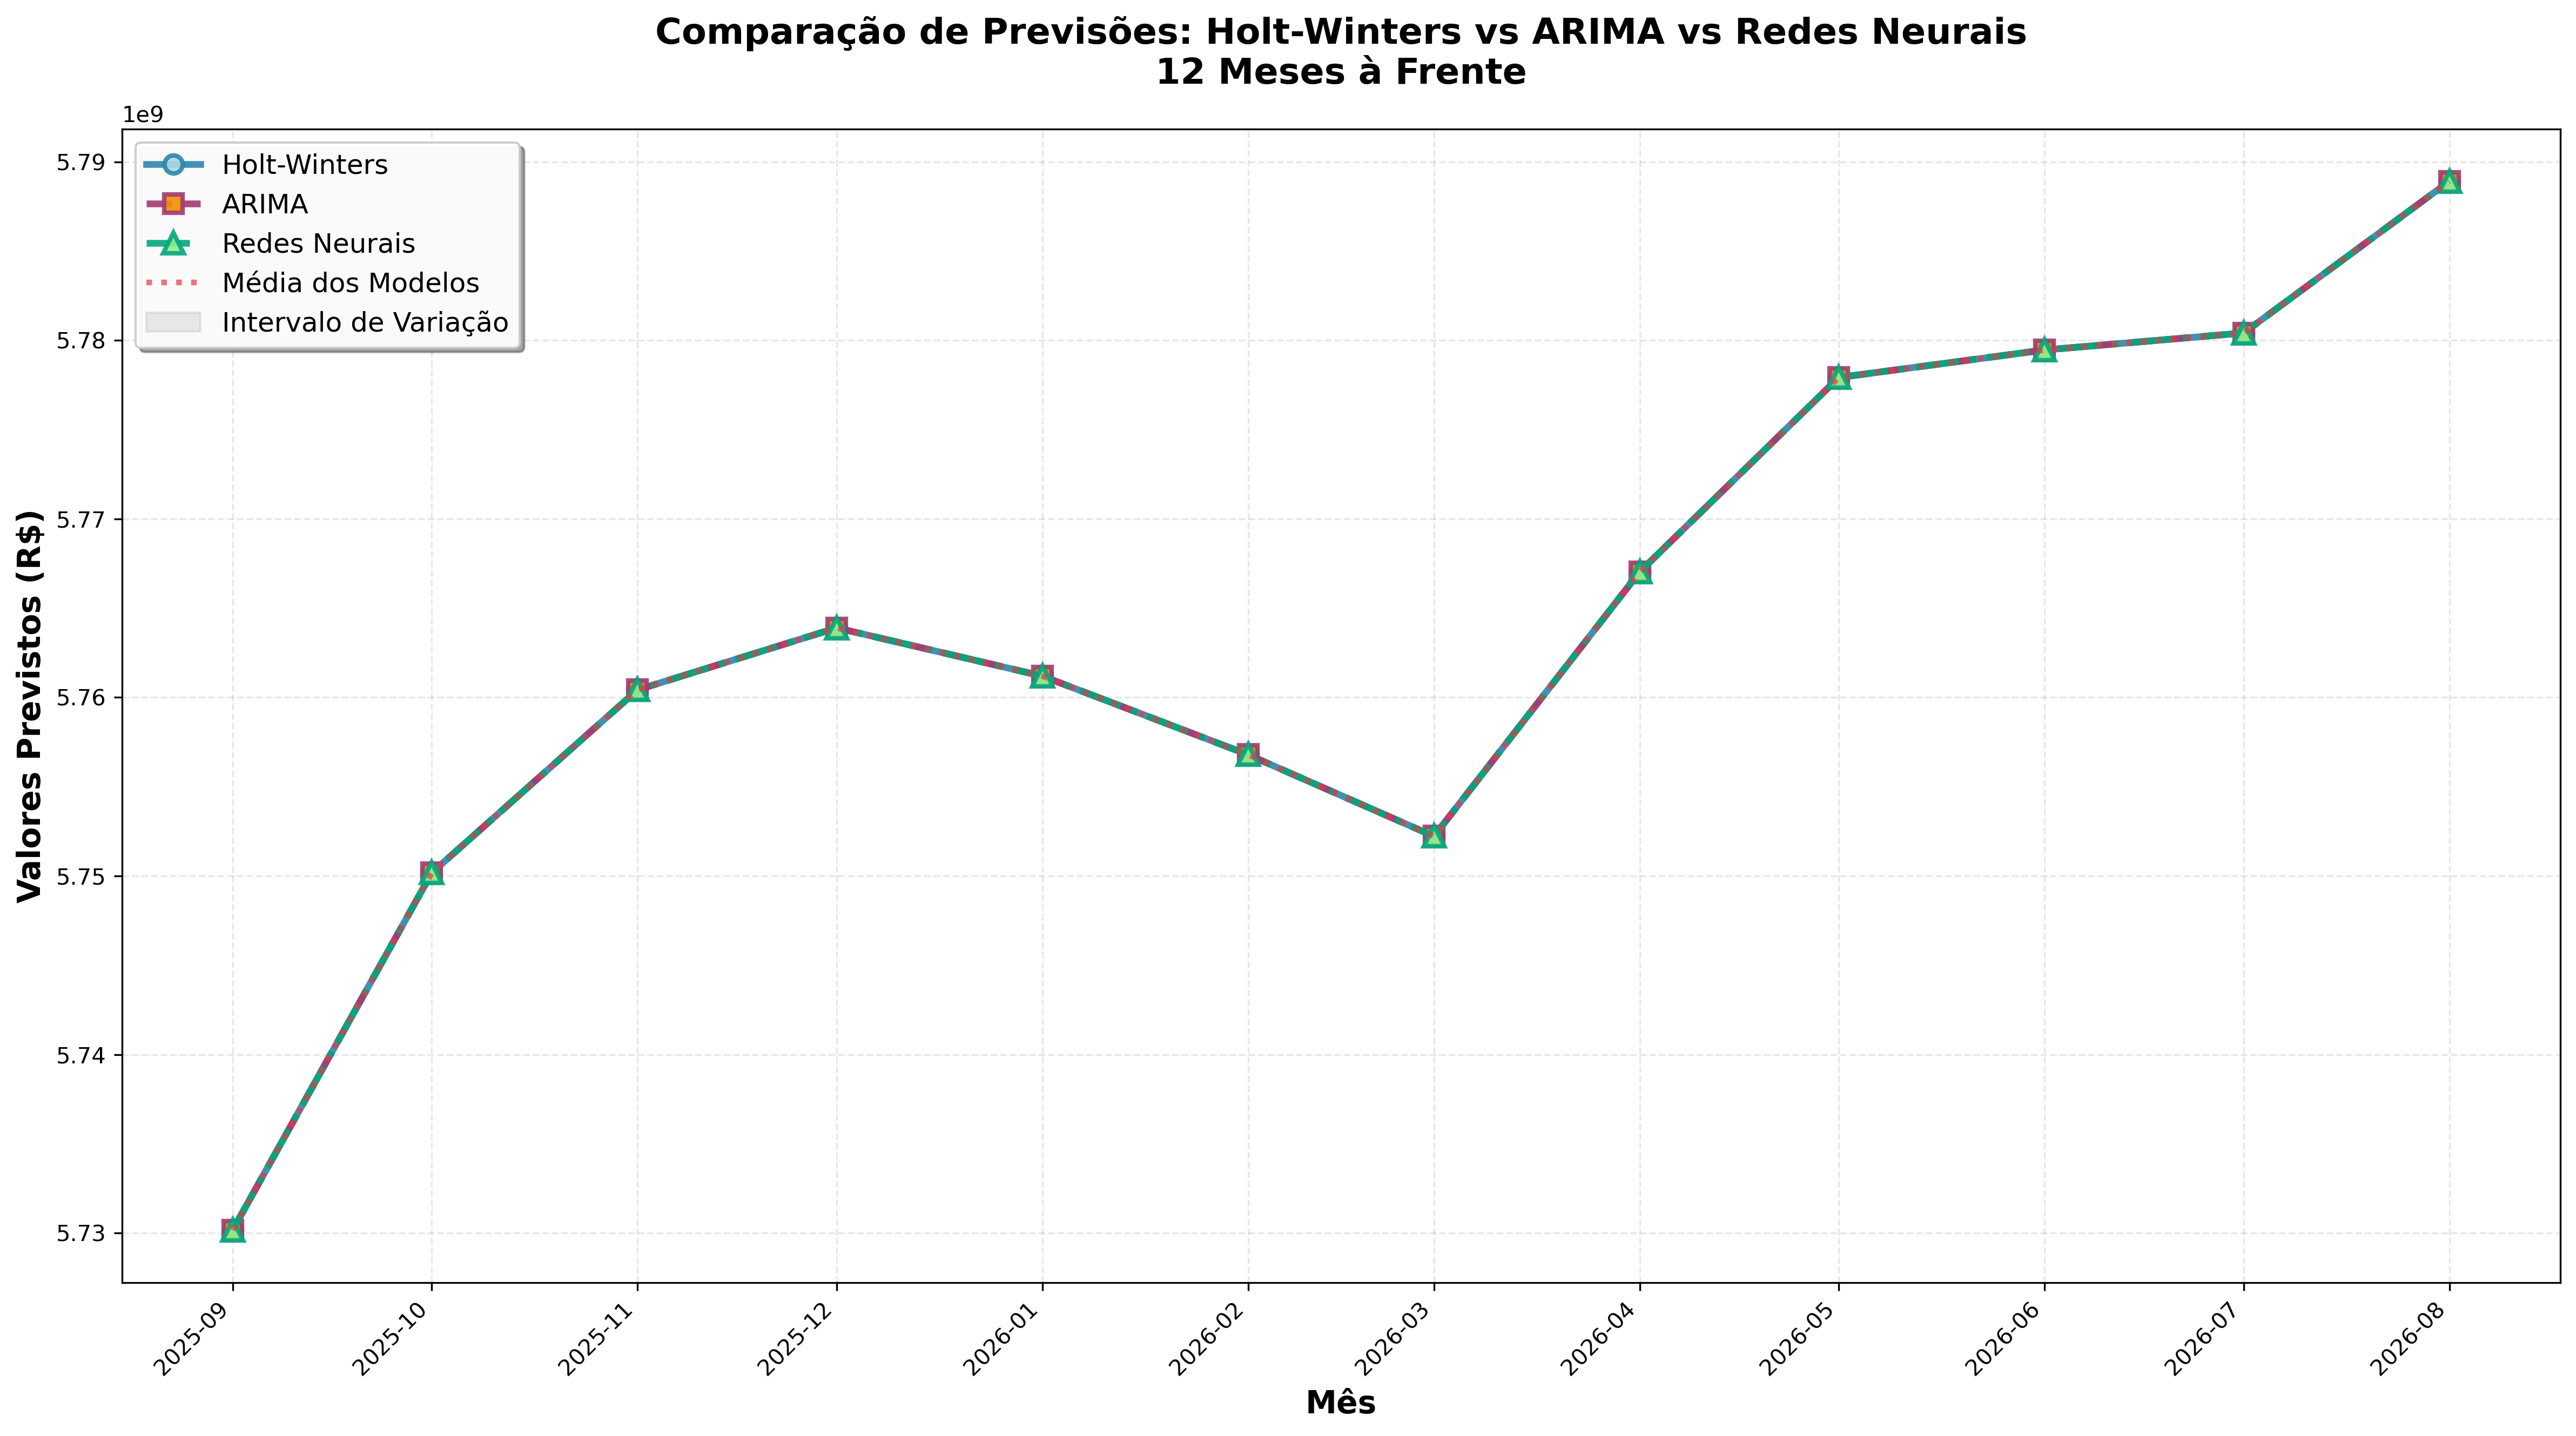 Comparação de Previsões: Holt-Winters vs ARIMA vs Redes Neurais
12 Meses à Frente
1e9
Holt-Winters
ARIMA
Redes Neurais
Média dos Modelos
Intervalo de Variação
5.79
5.78
5.77
5.76
5.75
5.74
5.73
Valores Previstos (R$)
2025-09
2025-10
2025-11
2025-12
2026-01
2026-02
2026-03
2026-04
2026-05
2026-06
2026-07
2026-08
Mês